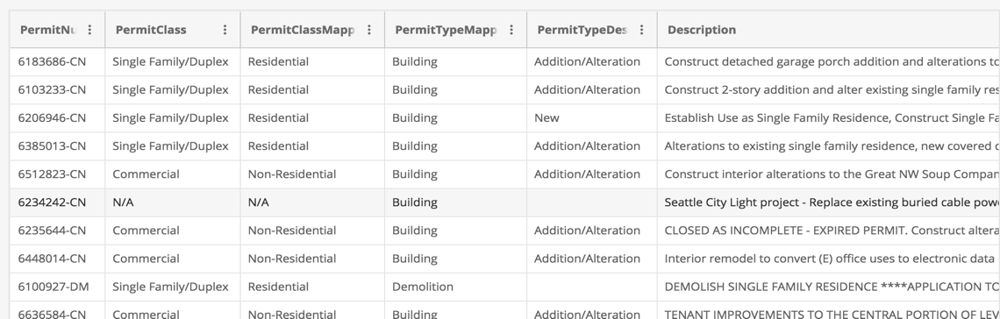 PermitNu PermitClass PermitClassMapp PermitTypeMapp PermitTypeDes Description
6183686-CN Single Family/Duplex Residential Building Addition/Alteration Construct detached garage porch addition and alterations to
6103233-CN Single Family/Duplex Residential Building Addition/Alteration Construct 2-story addition and alter existing single family res
6206946-CN Single Family/Duplex Residential Building New Establish Use as Single Family Residence, Construct Single Fa
6385013-CN Single Family/Duplex Residential Building Addition/Alteration Alterations to existing single family residence, new covered
6512823-CN Commercial Non-Residential Building Addition/Alteration Construct interior alterations to the Great NW Soup Compan
6234242-CN N/A N/A Building Seattle City Light project - Replace existing buried cable powe
6235644-CN Commercial Non-Residential Building Addition/Alteration CLOSED AS INCOMPLETE - EXPIRED PERMIT. Construct altera
6448014-CN Commercial Non-Residential Building Addition/Alteration Interior remodel to convert (E) office uses to electronic data
6100927-DM Single Family/Duplex Residential Demolition DEMOLISH SINGLE FAMILY RESIDENCE ****APPLICATION TO
6636584-CN Commercial Non-Residential Building Addition/Alteration TENANT IMPROVEMENTS TO THE CENTRAL PORTION OF LEV